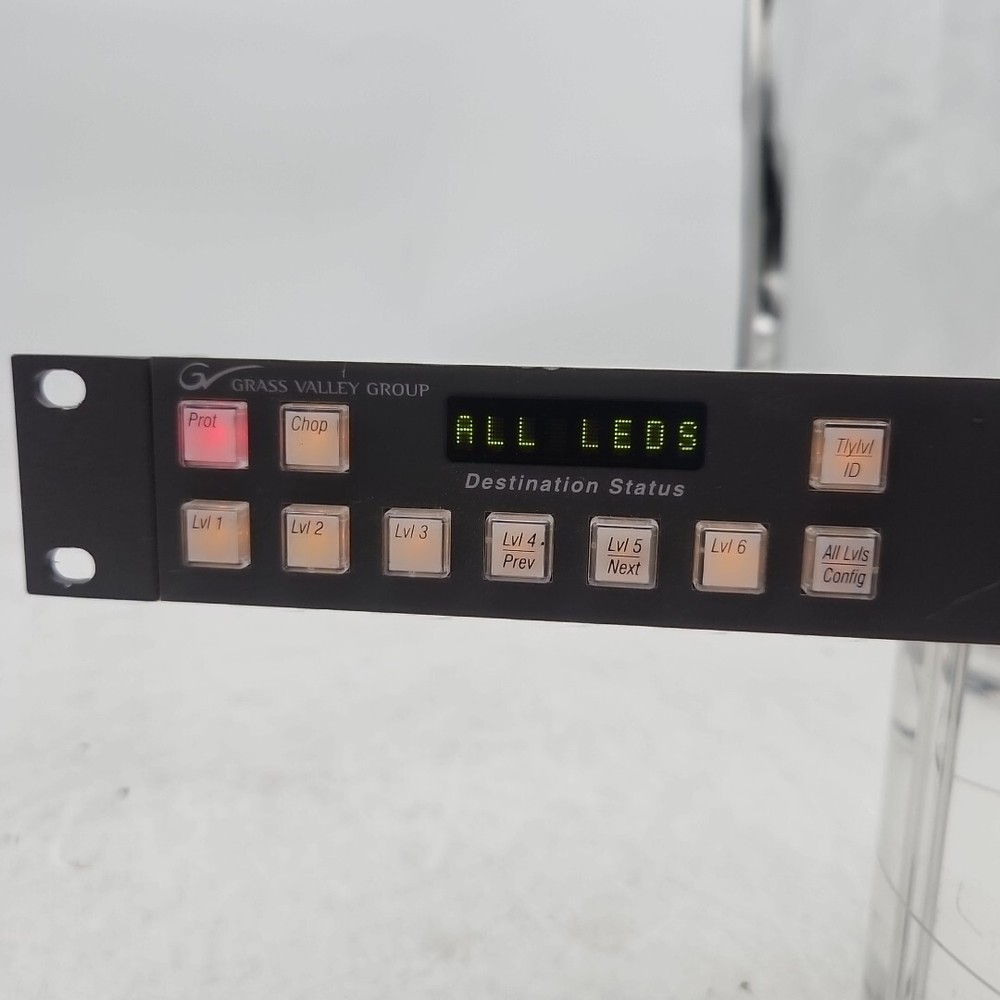 GV GRASS VALLEY GROUP
Prot
Chop
ALL LEDS
Tlylvl
ID
Destination Status
Lvl 1
Lvl 2
Lvl 3
Lvl 4
Prev
Lvl 5
Next
Lvl 6
All Lvls
Config